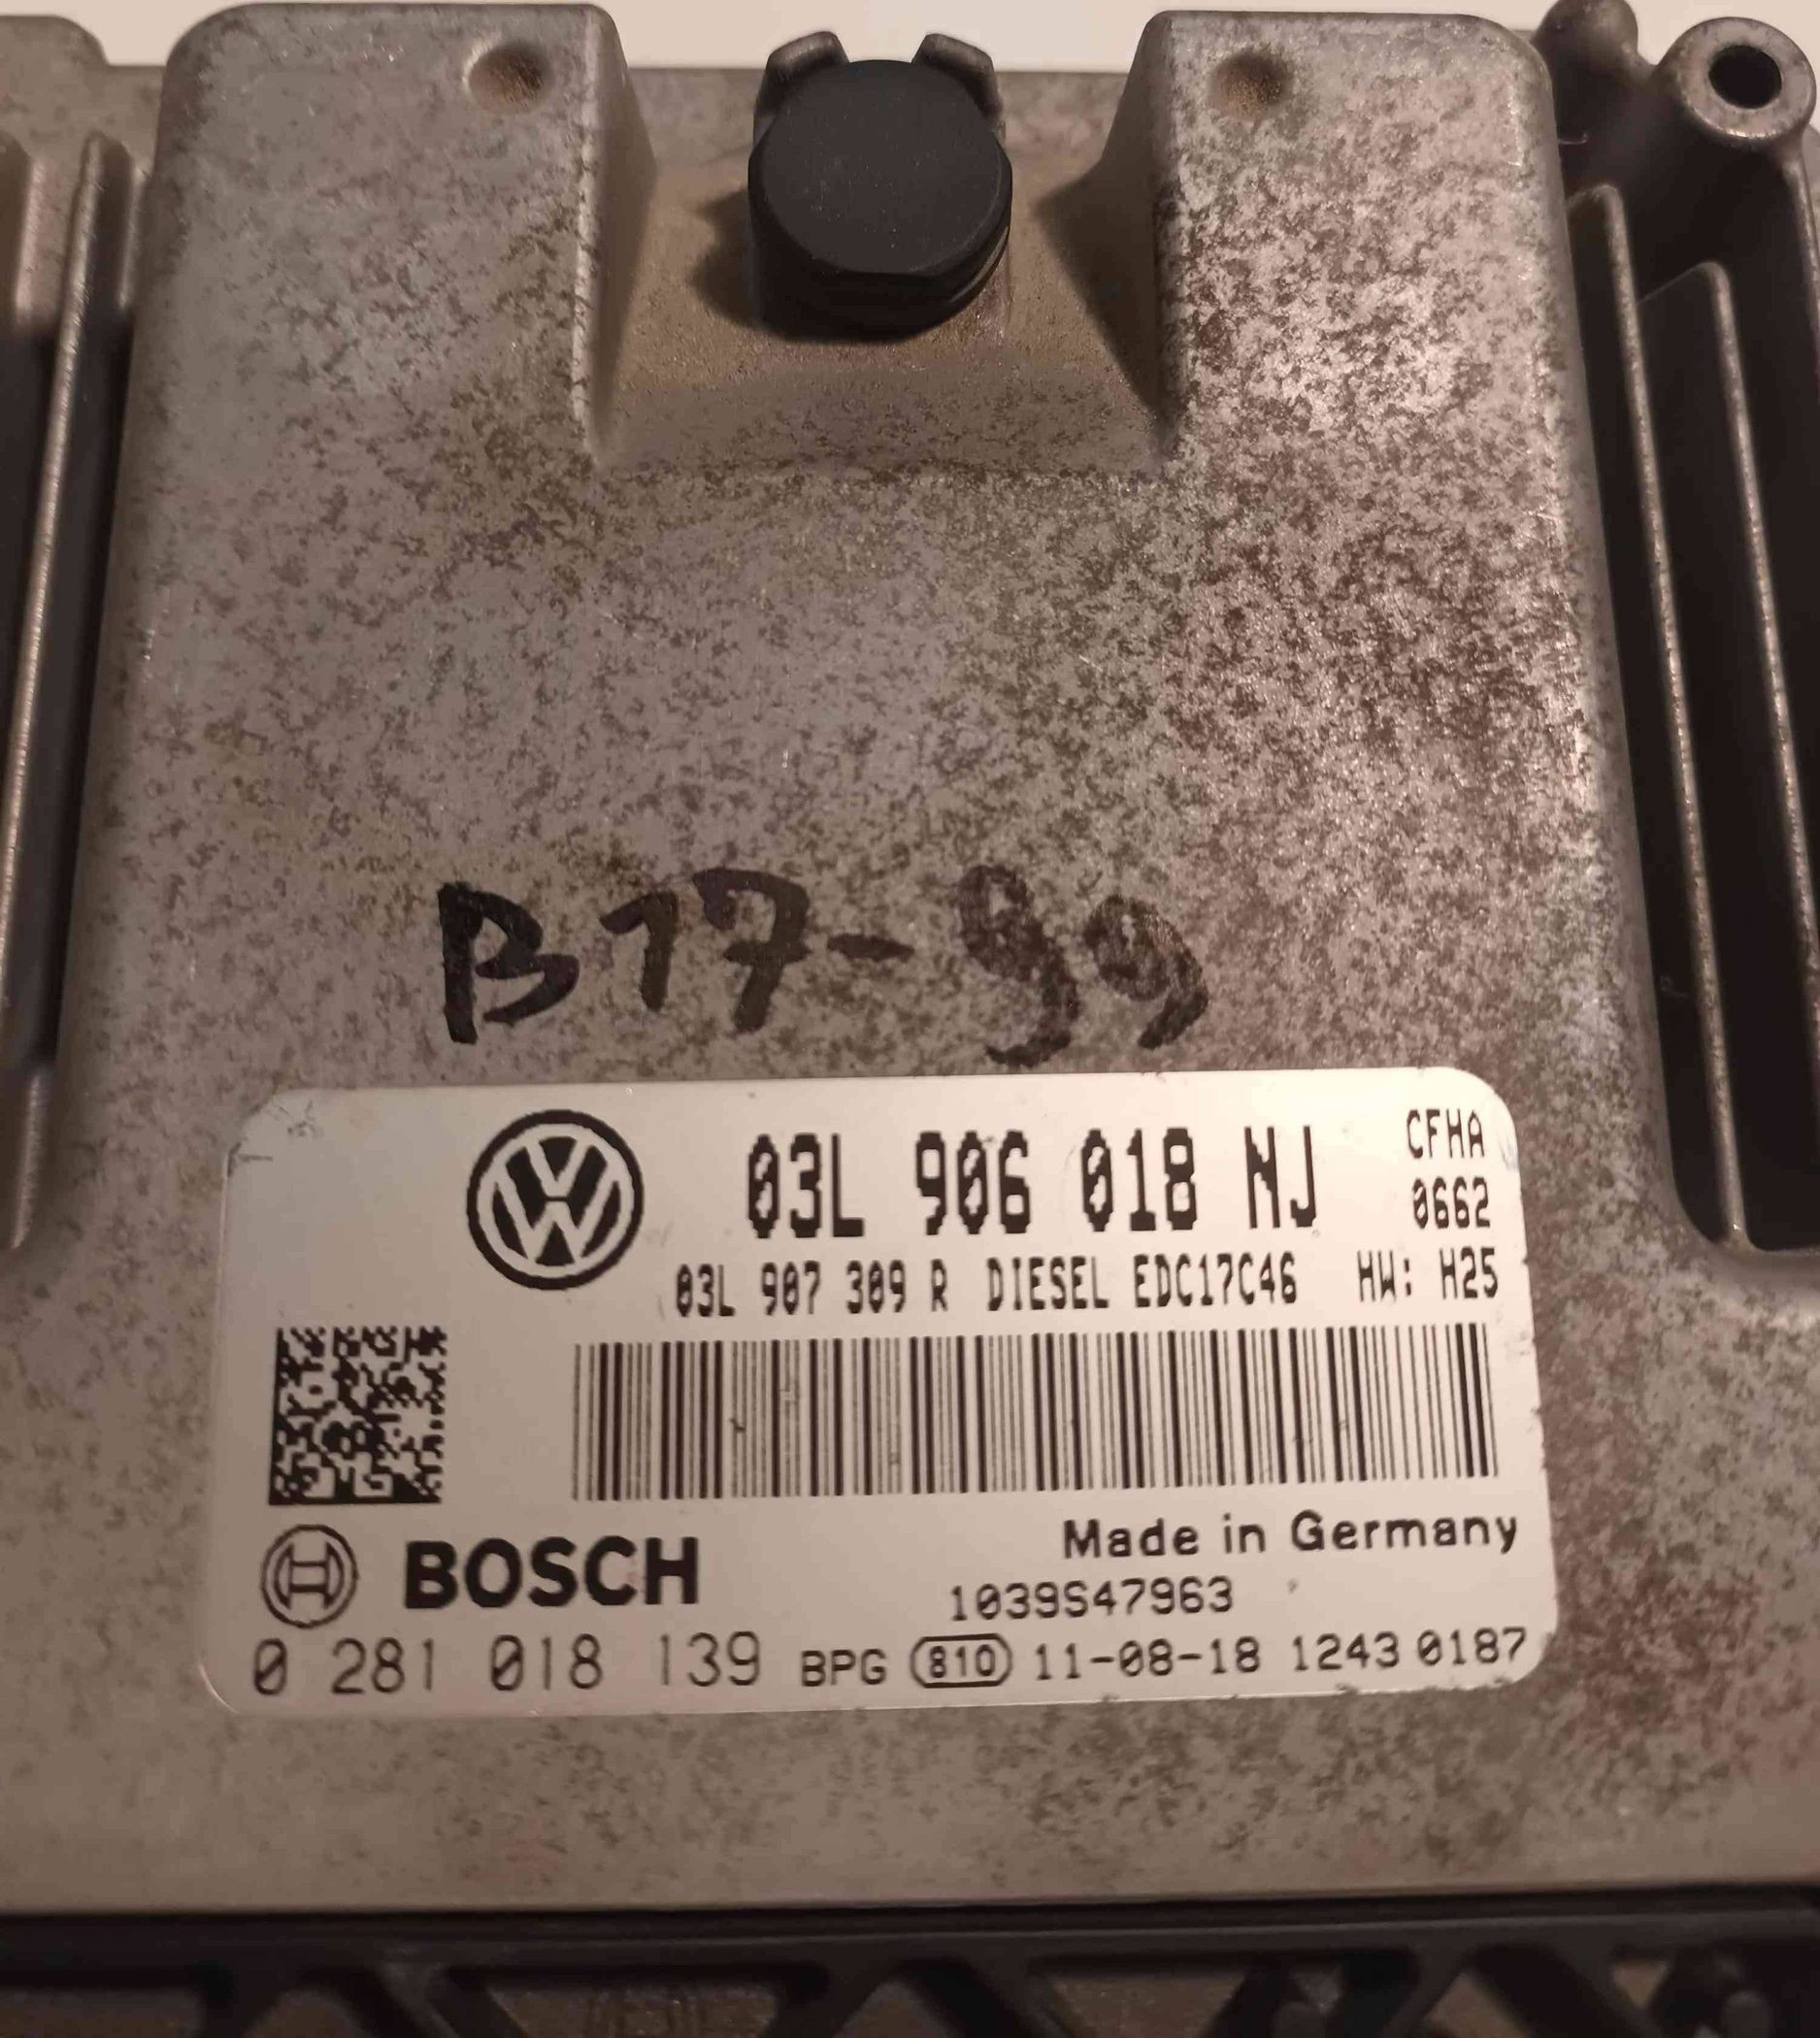 B17-99
03L 906 018 NJ
CFHA
0662
03L 907 309 R DIESEL EDC17C46 HW: H25
Made in Germany
BOSCH
1039S47963
0 281 018 139 BPG 810 11-08-18 1243 0187